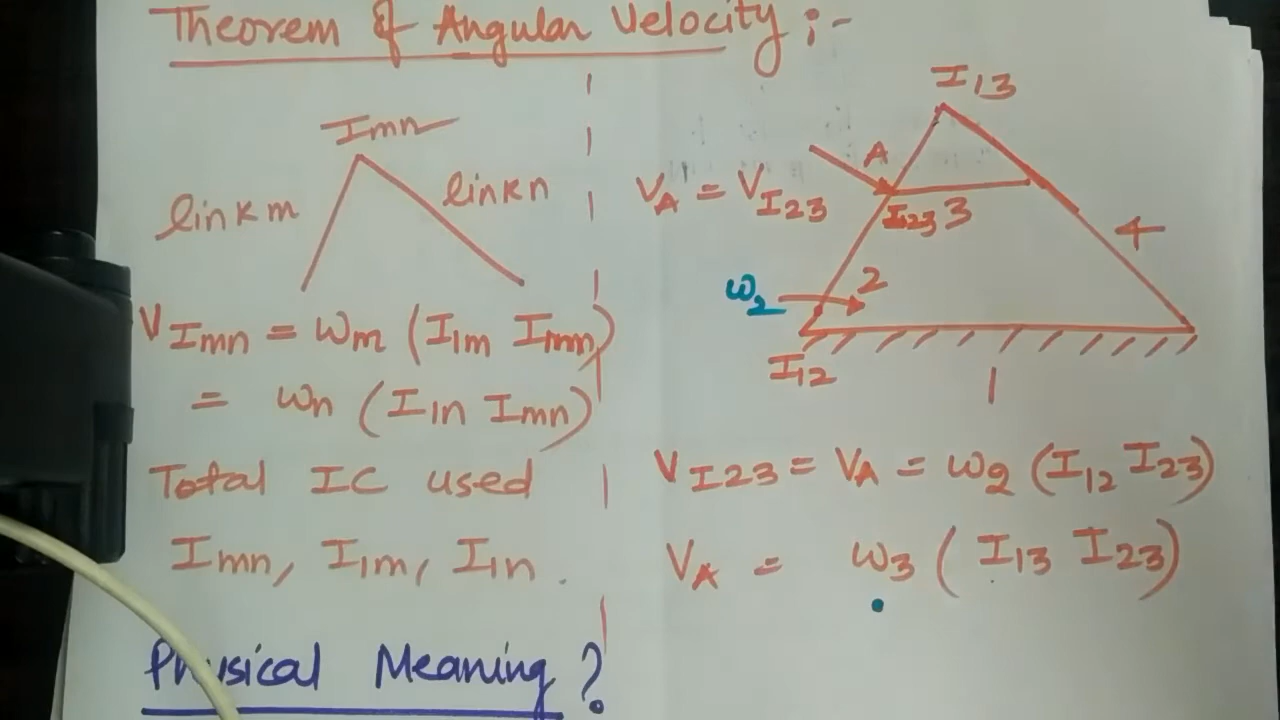 Theorem of Angular Velocity :-
Imn
link m
link n
V Imn = ωm (I1m Imn)
= ωn (I1n Imn)
Total IC used
Imn, I1m, I1n.
Physical Meaning ?
I13
A
VA = VI23
I23 3
4
ω2
2
I12
1
VI23 = VA = ω2 (I12 I23)
VA = ω3 (I13 I23)